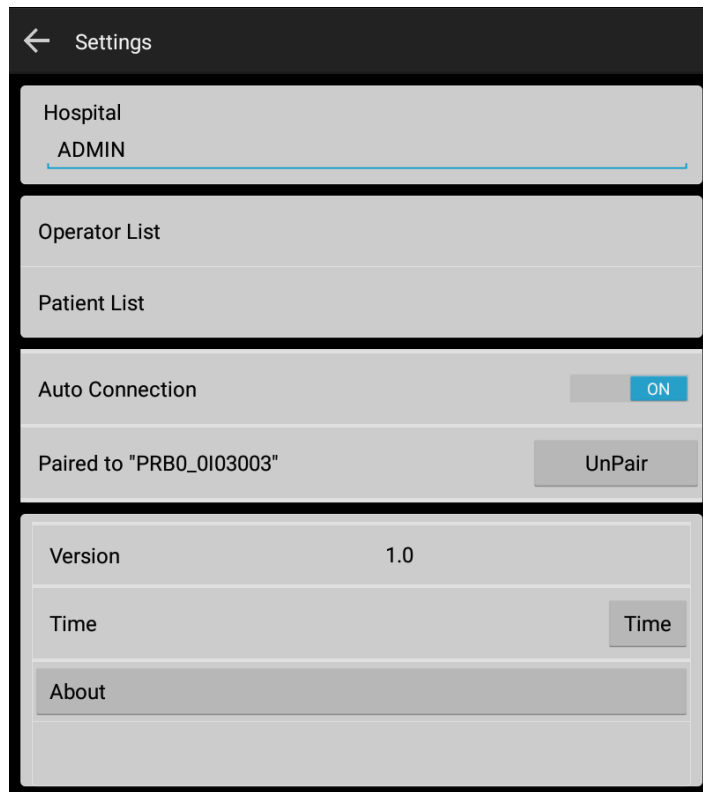 Settings
Hospital
ADMIN
Operator List
Patient List
Auto Connection ON
Paired to "PRB0_0I03003" UnPair
Version 1.0
Time Time
About